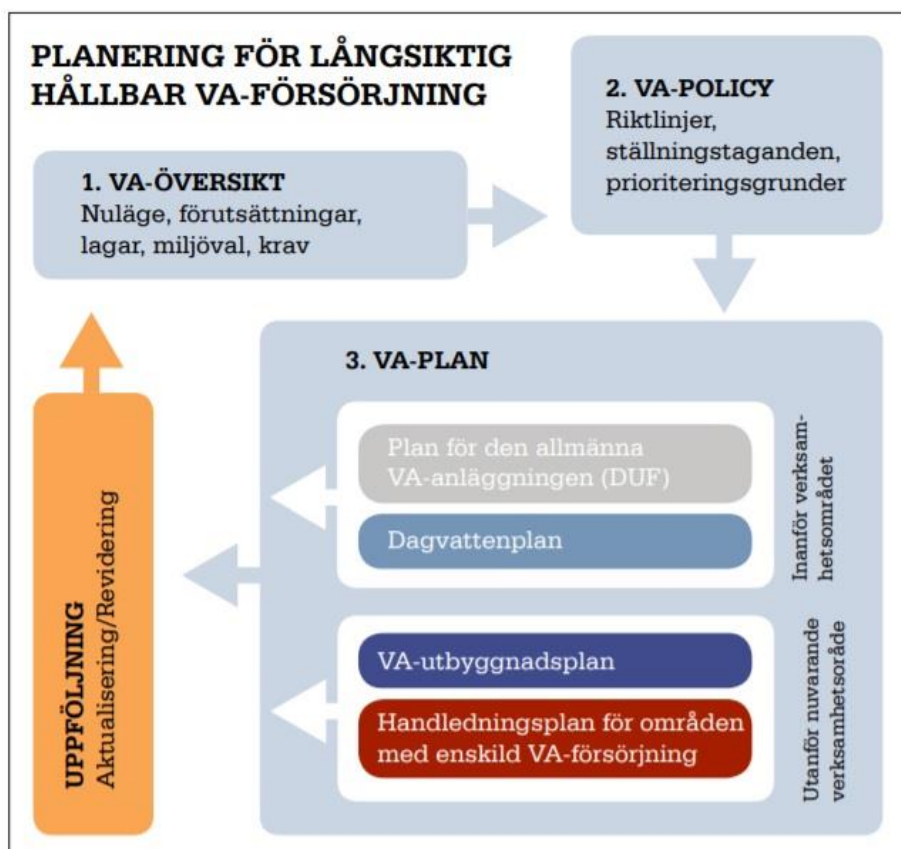 PLANERING FÖR LÅNGSIKTIG
HÅLLBAR VA-FÖRSÖRJNING
1. VA-ÖVERSIKT
Nuläge, förutsättningar,
lagar, miljöval, krav
2. VA-POLICY
Riktlinjer,
ställningstaganden,
prioriteringsgrunder
3. VA-PLAN
Plan för den allmänna
VA-anläggningen (DUF)
Dagvattenplan
Inanför verksam-
hetsområdet
VA-utbyggnadsplan
Handledningsplan för områden
med enskild VA-försörjning
Utanför nuvarande
verksamhetsoråde
UPPFÖLJNING
Aktualisering/Revidering